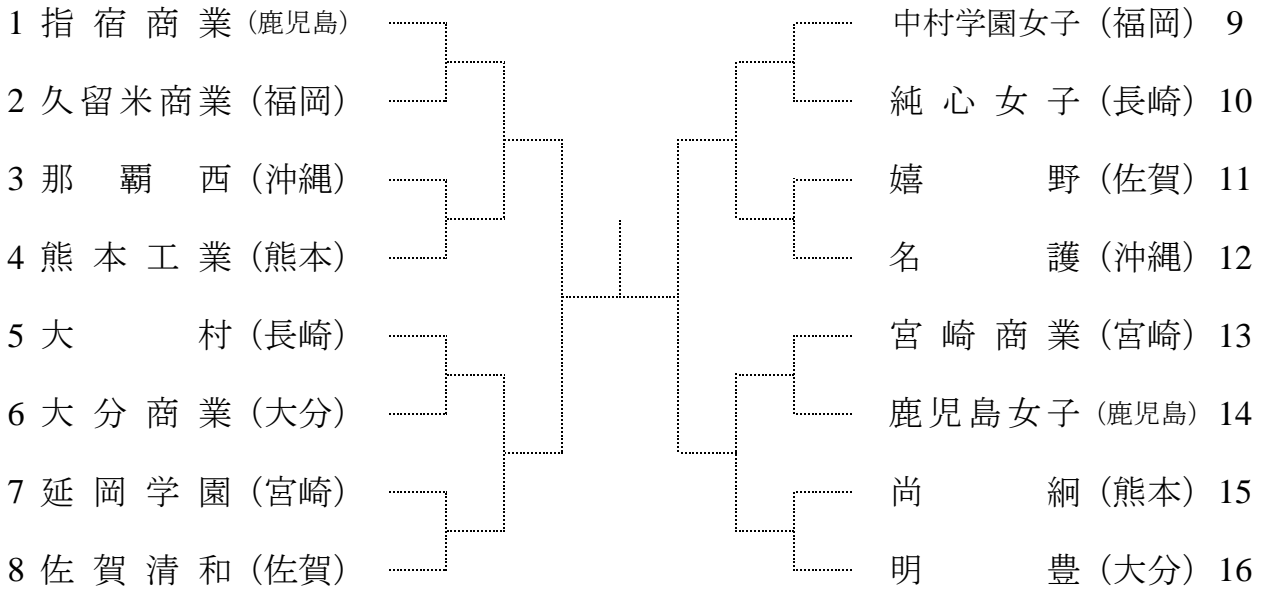 1 指宿商業(鹿児島)
2 久留米商業(福岡)
3 那覇西(沖縄)
4 熊本工業(熊本)
5 大村(長崎)
6 大分商業(大分)
7 延岡学園(宮崎)
8 佐賀清和(佐賀)
中村学園女子(福岡) 9
純心女子(長崎) 10
嬉野(佐賀) 11
名護(沖縄) 12
宮崎商業(宮崎) 13
鹿児島女子(鹿児島) 14
尚絅(熊本) 15
明豊(大分) 16